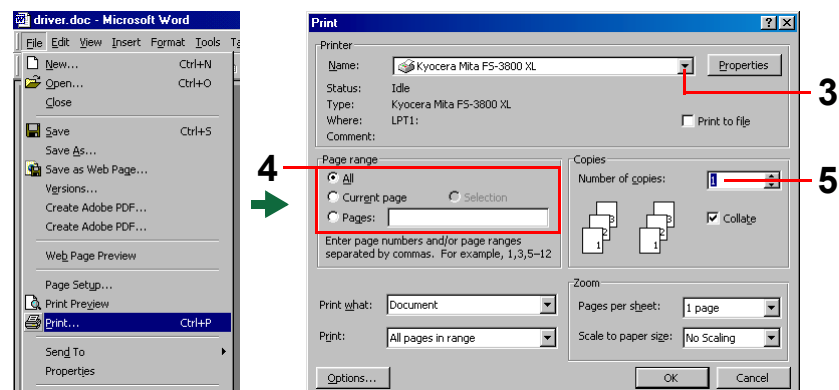 driver.doc - Microsoft Word
File Edit View Insert Format Tools
New... Ctrl+N
Open... Ctrl+O
Close
Save Ctrl+S
Save As...
Save as Web Page...
Versions...
Create Adobe PDF...
Create Adobe PDF...
Web Page Preview
Page Setup...
Print Preview
Print... Ctrl+P
Send To
Properties
Print
Printer
Name: Kyocera Mita FS-3800 XL Properties
3
Status: Idle
Type: Kyocera Mita FS-3800 XL
Where: LPT1:
Print to file
Comment:
4
Page range
All
Current page Selection
Pages:
Enter page numbers and/or page ranges
separated by commas. For example, 1,3,5–12
Copies
Number of copies: 1
5
3 3
2 2
1 1
Collate
Print what: Document
Print: All pages in range
Zoom
Pages per sheet: 1 page
Scale to paper size: No Scaling
Options... OK Cancel